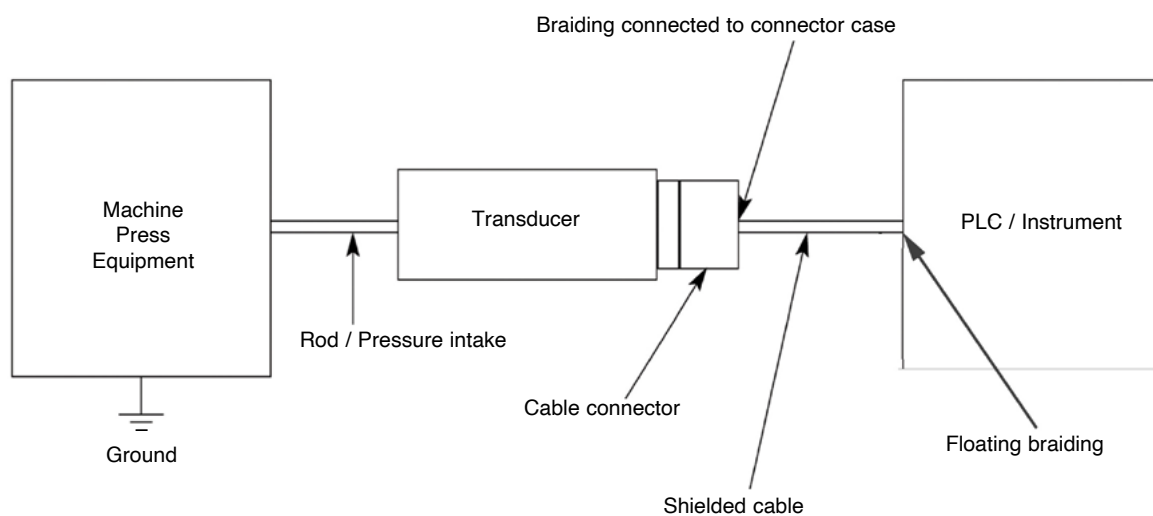 Braiding connected to connector case
Machine
Press
Equipment
Transducer
PLC / Instrument
Rod / Pressure intake
Cable connector
Ground
Floating braiding
Shielded cable